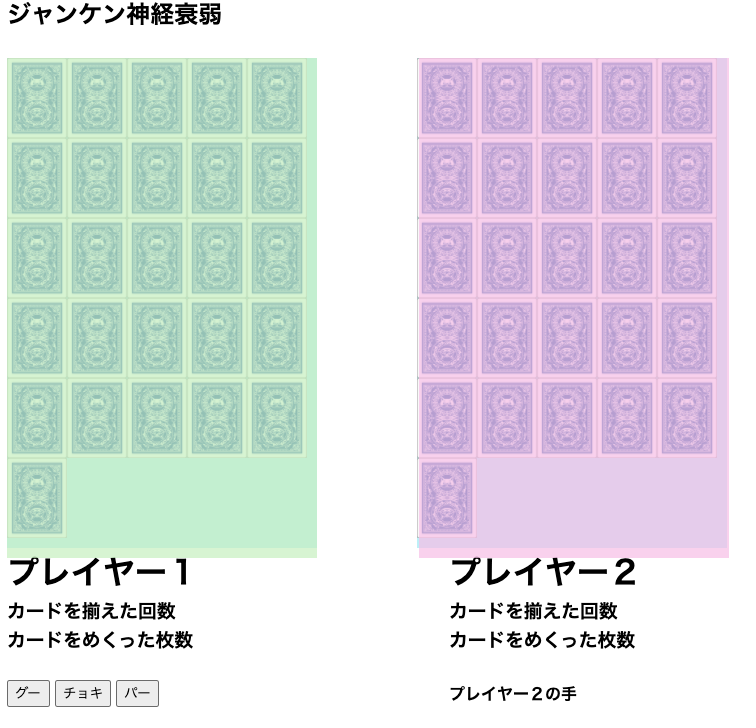 ジャンケン神経衰弱
プレイヤー１
カードを揃えた回数
カードをめくった枚数
グー チョキ パー
プレイヤー２
カードを揃えた回数
カードをめくった枚数
プレイヤー２の手